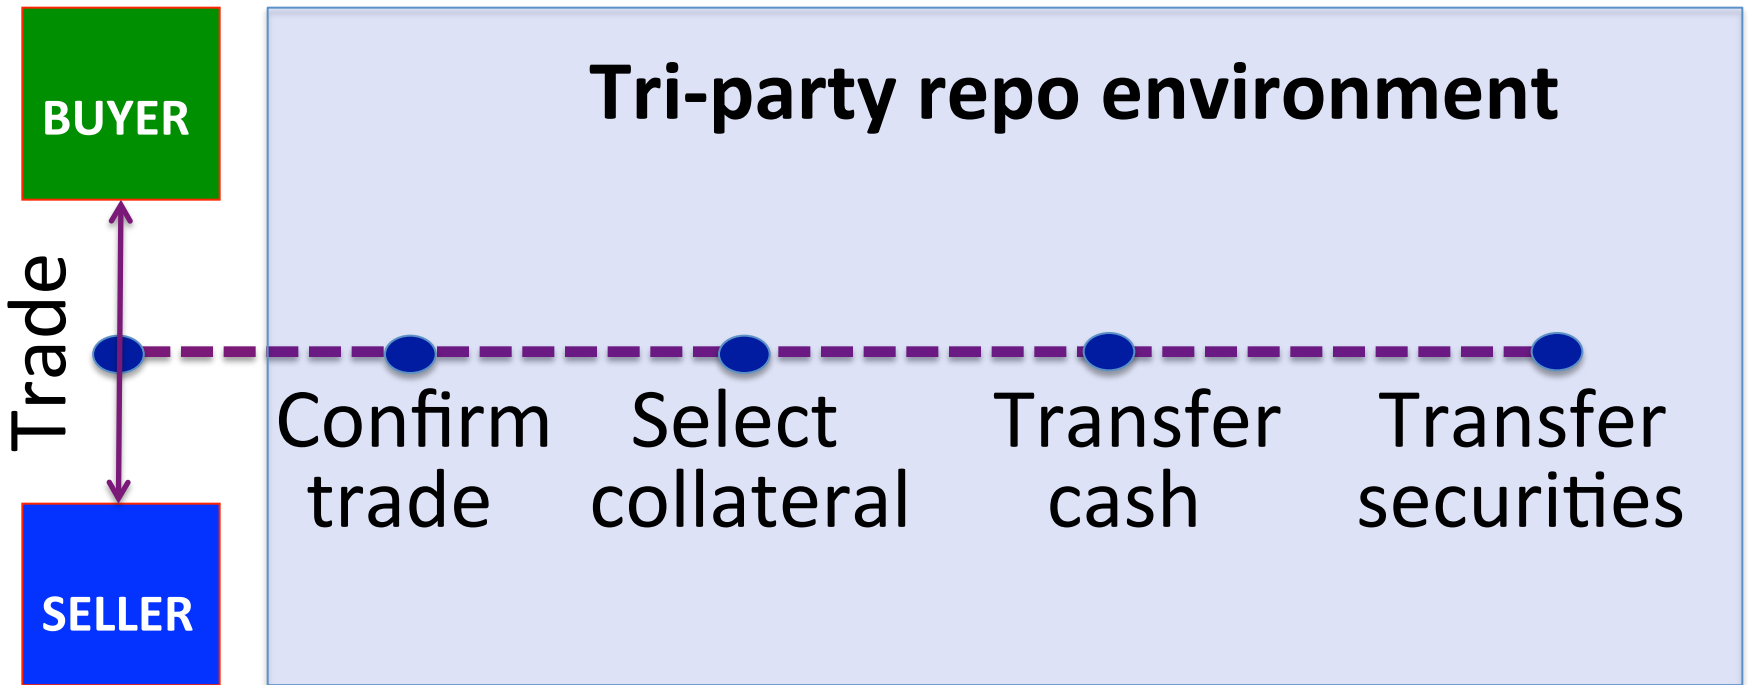 BUYER
Tri-party repo environment
Trade
Confirm
trade
Select
collateral
Transfer
cash
Transfer
securities
SELLER